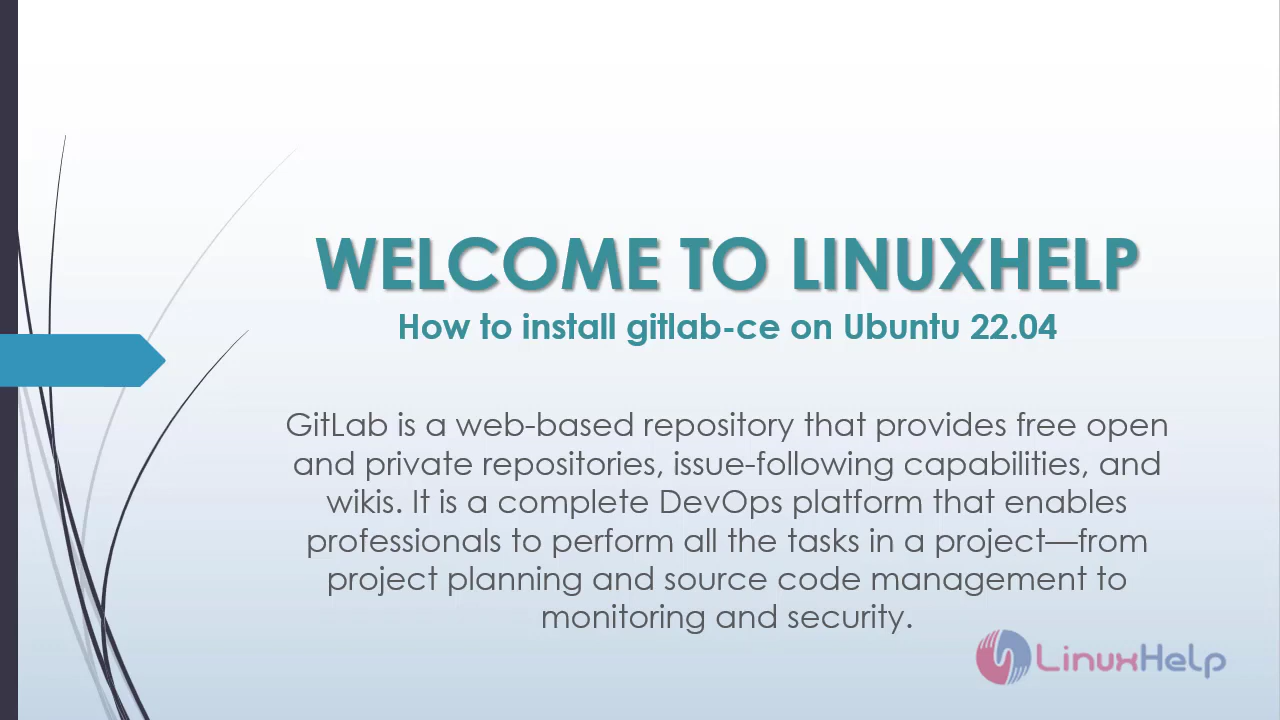 WELCOME TO LINUXHELP
How to install gitlab-ce on Ubuntu 22.04
GitLab is a web-based repository that provides free open
and private repositories, issue-following capabilities, and
wikis. It is a complete DevOps platform that enables
professionals to perform all the tasks in a project—from
project planning and source code management to
monitoring and security.
LinuxHelp